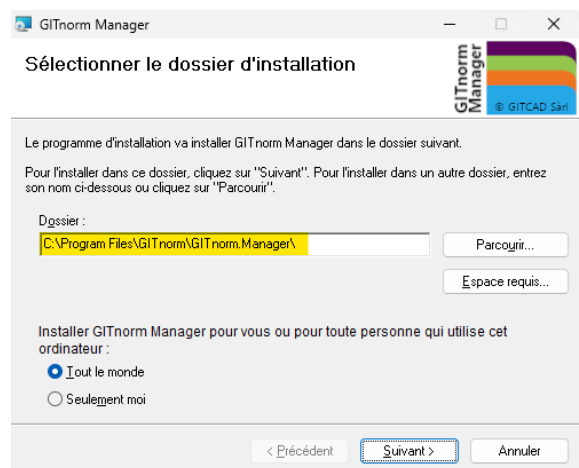 GITnorm Manager
Sélectionner le dossier d'installation
GITnorm
Manager
© GITCAD Sàrl
Le programme d'installation va installer GITnorm Manager dans le dossier suivant.
Pour l'installer dans ce dossier, cliquez sur "Suivant". Pour l'installer dans un autre dossier, entrez
son nom ci-dessous ou cliquez sur "Parcourir".
Dossier :
C:\Program Files\GITnorm\GITnorm.Manager\
Parcourir...
Espace requis...
Installer GITnorm Manager pour vous ou pour toute personne qui utilise cet
ordinateur :
Tout le monde
Seulement moi
< Précédent
Suivant >
Annuler